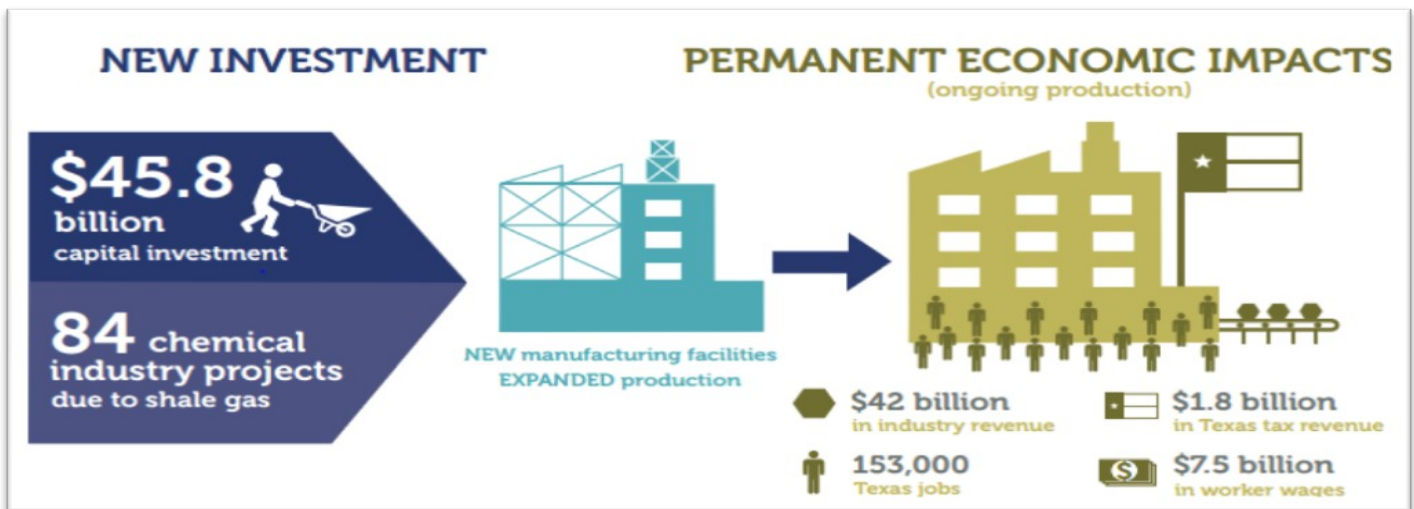 NEW INVESTMENT
$45.8
billion
capital investment
84 chemical
industry projects
due to shale gas
NEW manufacturing facilities
EXPANDED production
PERMANENT ECONOMIC IMPACTS
(ongoing production)
$42 billion
in industry revenue
$1.8 billion
in Texas tax revenue
153,000
Texas jobs
$
$7.5 billion
in worker wages